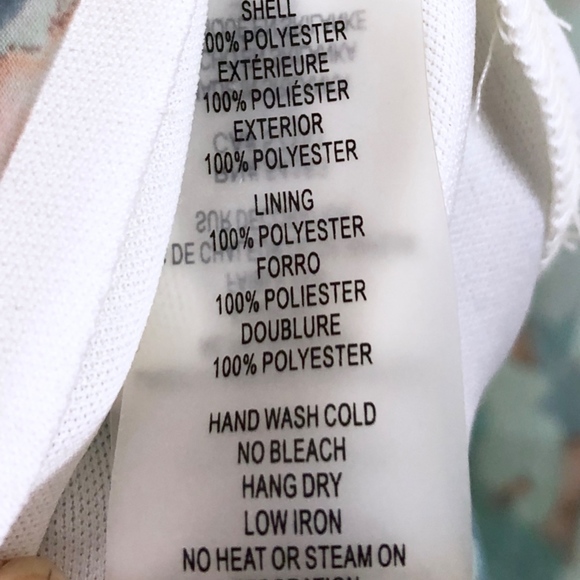 SHELL
00% POLYESTER
EXTÉRIEURE
100% POLIÉSTER
EXTERIOR
100% POLYESTER
LINING
100% POLYESTER
FORRO
100% POLIESTER
DOUBLURE
100% POLYESTER
HAND WASH COLD
NO BLEACH
HANG DRY
LOW IRON
NO HEAT OR STEAM ON